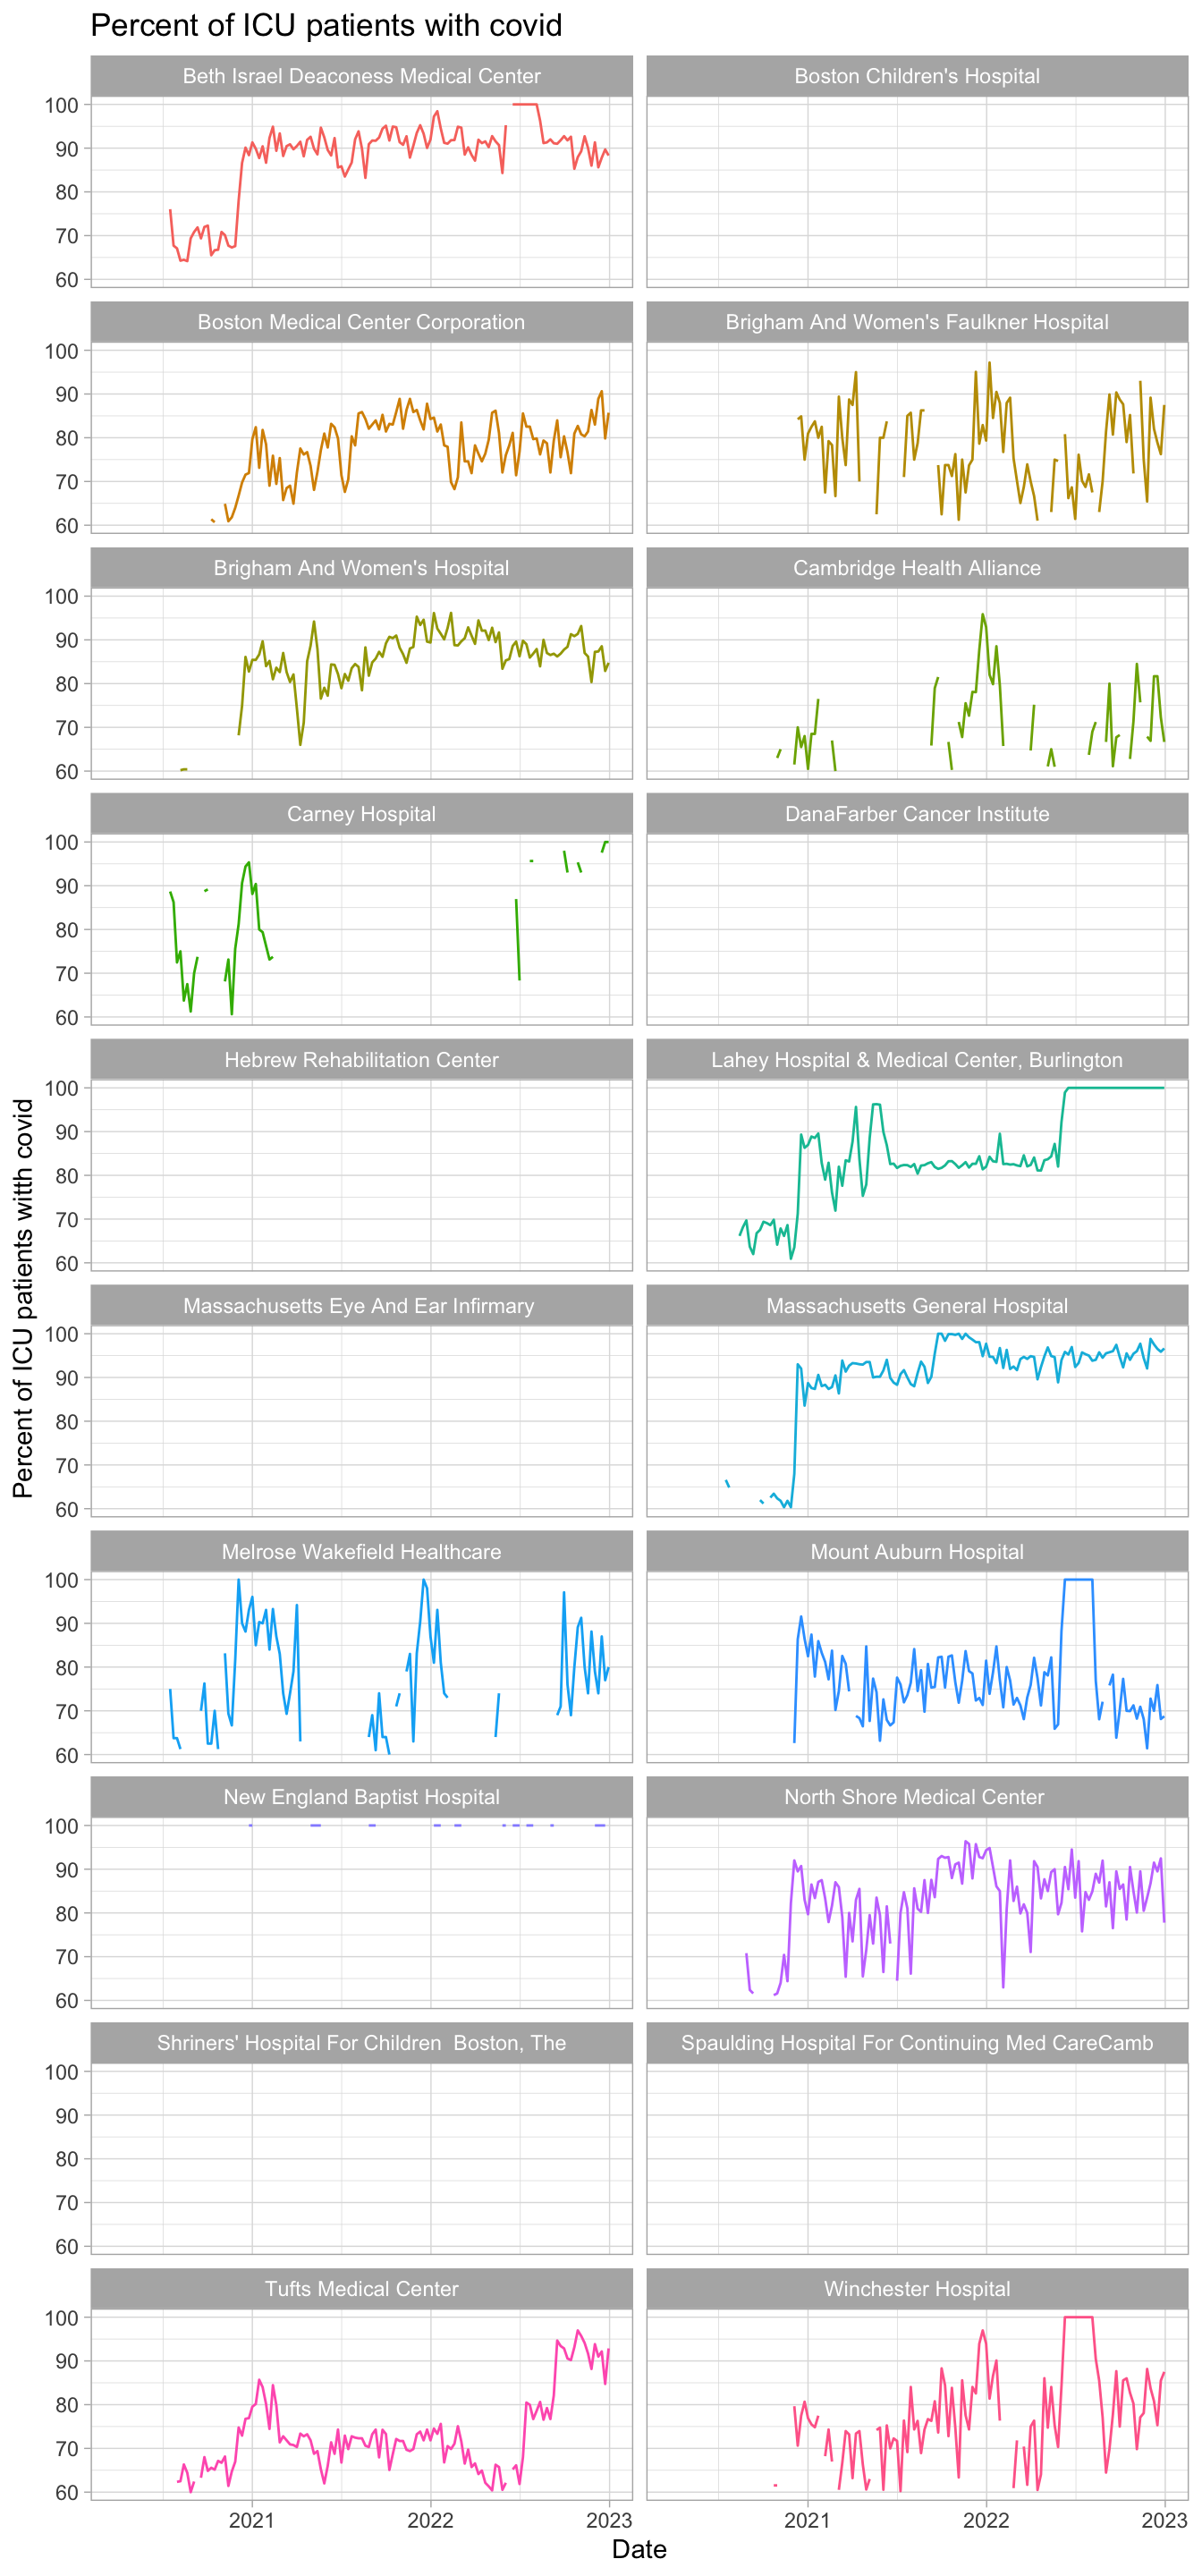 Percent of ICU patients with covid
Beth Israel Deaconess Medical Center
Boston Children's Hospital
100
90
80
70
60
Boston Medical Center Corporation
Brigham And Women's Faulkner Hospital
100
90
80
70
60
Brigham And Women's Hospital
Cambridge Health Alliance
100
90
80
70
60
Carney Hospital
DanaFarber Cancer Institute
100
90
80
70
60
Hebrew Rehabilitation Center
Lahey Hospital & Medical Center, Burlington
100
90
80
70
60
Massachusetts Eye And Ear Infirmary
Massachusetts General Hospital
100
90
80
70
60
Melrose Wakefield Healthcare
Mount Auburn Hospital
100
90
80
70
60
New England Baptist Hospital
North Shore Medical Center
100
90
80
70
60
Shriners' Hospital For Children  Boston, The
Spaulding Hospital For Continuing Med CareCamb
100
90
80
70
60
Tufts Medical Center
Winchester Hospital
100
90
80
70
60
2021
2022
2023
2021
2022
2023
Date
Percent of ICU patients with covid